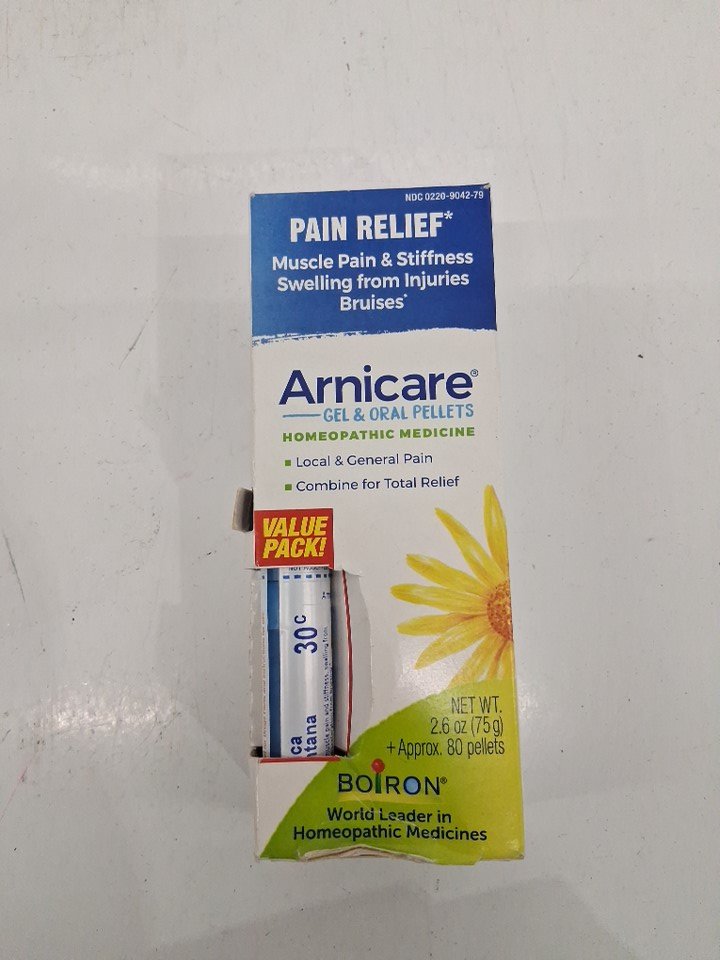 NDC 0220-9042-79
PAIN RELIEF*
Muscle Pain & Stiffness
Swelling from Injuries
Bruises*
Arnicare®
GEL & ORAL PELLETS
HOMEOPATHIC MEDICINE
Local & General Pain
Combine for Total Relief
VALUE
PACK!
30C
ca
ntana
NET WT.
2.6 oz (75 g)
+ Approx. 80 pellets
BOIRON®
World Leader in
Homeopathic Medicines